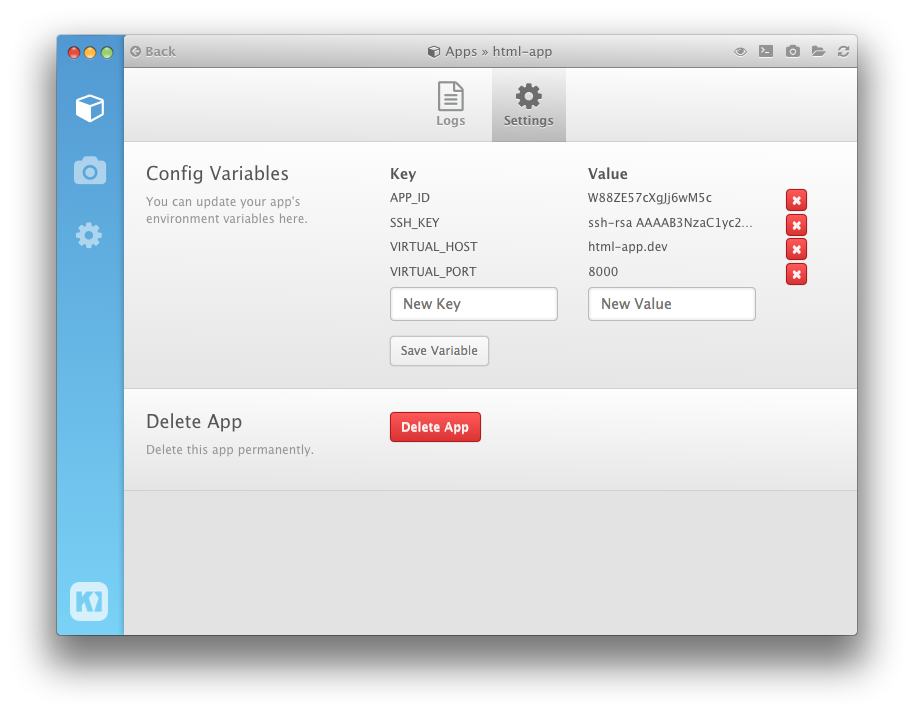 Back
Apps » html-app
Logs
Settings
Config Variables
You can update your app's
environment variables here.
Key Value
APP_ID W88ZE57cXgJj6wM5c
SSH_KEY ssh-rsa AAAAB3NzaC1yc2...
VIRTUAL_HOST html-app.dev
VIRTUAL_PORT 8000
New Key New Value
Save Variable
Delete App
Delete this app permanently.
Delete App